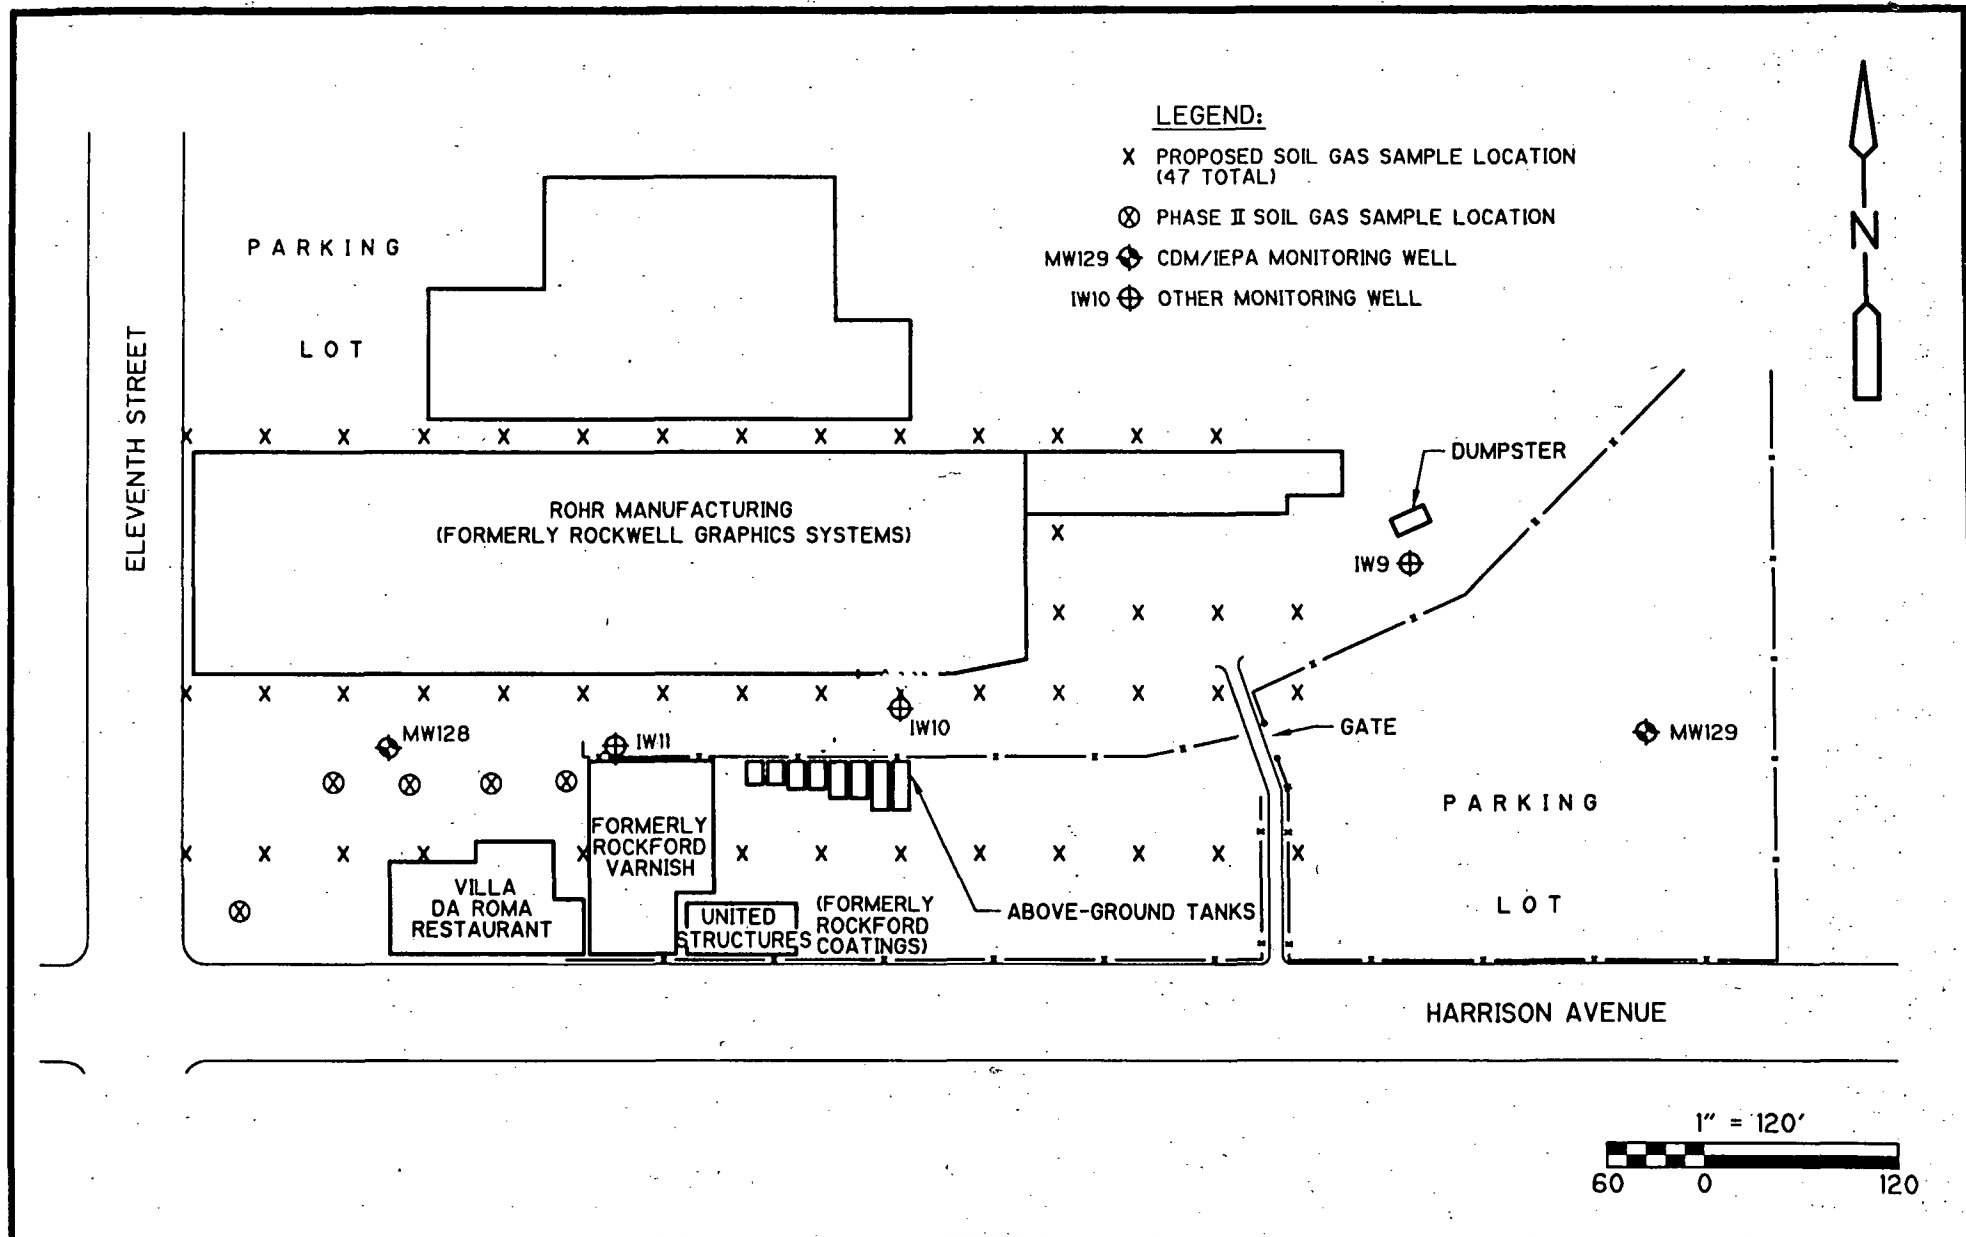 LEGEND:
X PROPOSED SOIL GAS SAMPLE LOCATION
(47 TOTAL)
PHASE II SOIL GAS SAMPLE LOCATION
MW129 CDM/IEPA MONITORING WELL
IW10 OTHER MONITORING WELL
N
PARKING
LOT
ELEVENTH STREET
X X X X X X X X X X X X X X
DUMPSTER
ROHR MANUFACTURING
(FORMERLY ROCKWELL GRAPHICS SYSTEMS)
X
IW9
X X X X
X X X X X X X X X X X X X X X
MW128
IW11
IW10
GATE
MW129
PARKING
LOT
X X X X X X X X X X X X X
FORMERLY
ROCKFORD
VARNISH
VILLA
DA ROMA
RESTAURANT
UNITED
STRUCTURES
(FORMERLY
ROCKFORD
COATINGS)
ABOVE-GROUND TANKS
HARRISON AVENUE
1" = 120'
60 0 120